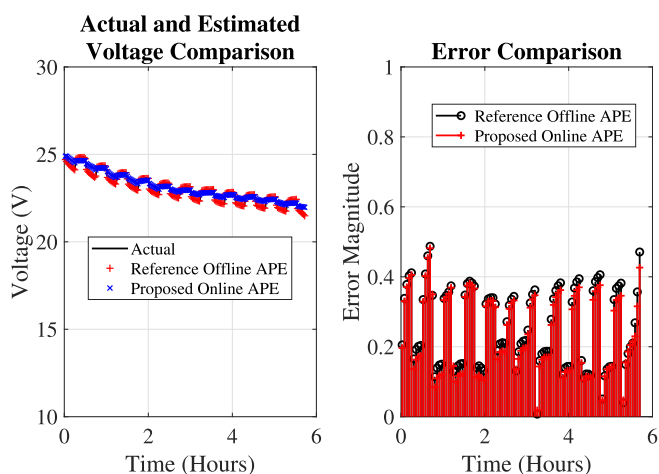 Actual and Estimated
Voltage Comparison
Voltage (V)
30
25
20
15
10
Actual
Reference Offline APE
Proposed Online APE
0
2
4
6
Time (Hours)
Error Comparison
Error Magnitude
1
0.8
0.6
0.4
0.2
0
Reference Offline APE
Proposed Online APE
0
2
4
6
Time (Hours)